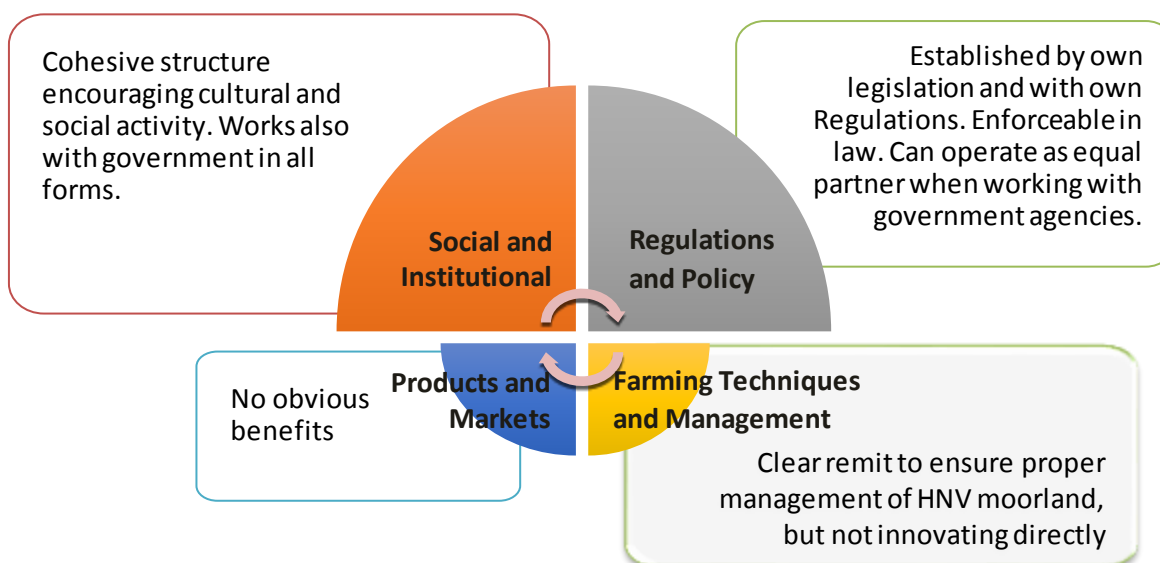 Cohesive structure
encouraging cultural and
social activity. Works also
with government in all
forms.
Established by own
legislation and with own
Regulations. Enforceable in
law. Can operate as equal
partner when working with
government agencies.
Social and
Institutional
Regulations
and Policy
No obvious
benefits
Products and
Markets
Farming Techniques
and Management
Clear remit to ensure proper
management of HNV moorland,
but not innovating directly